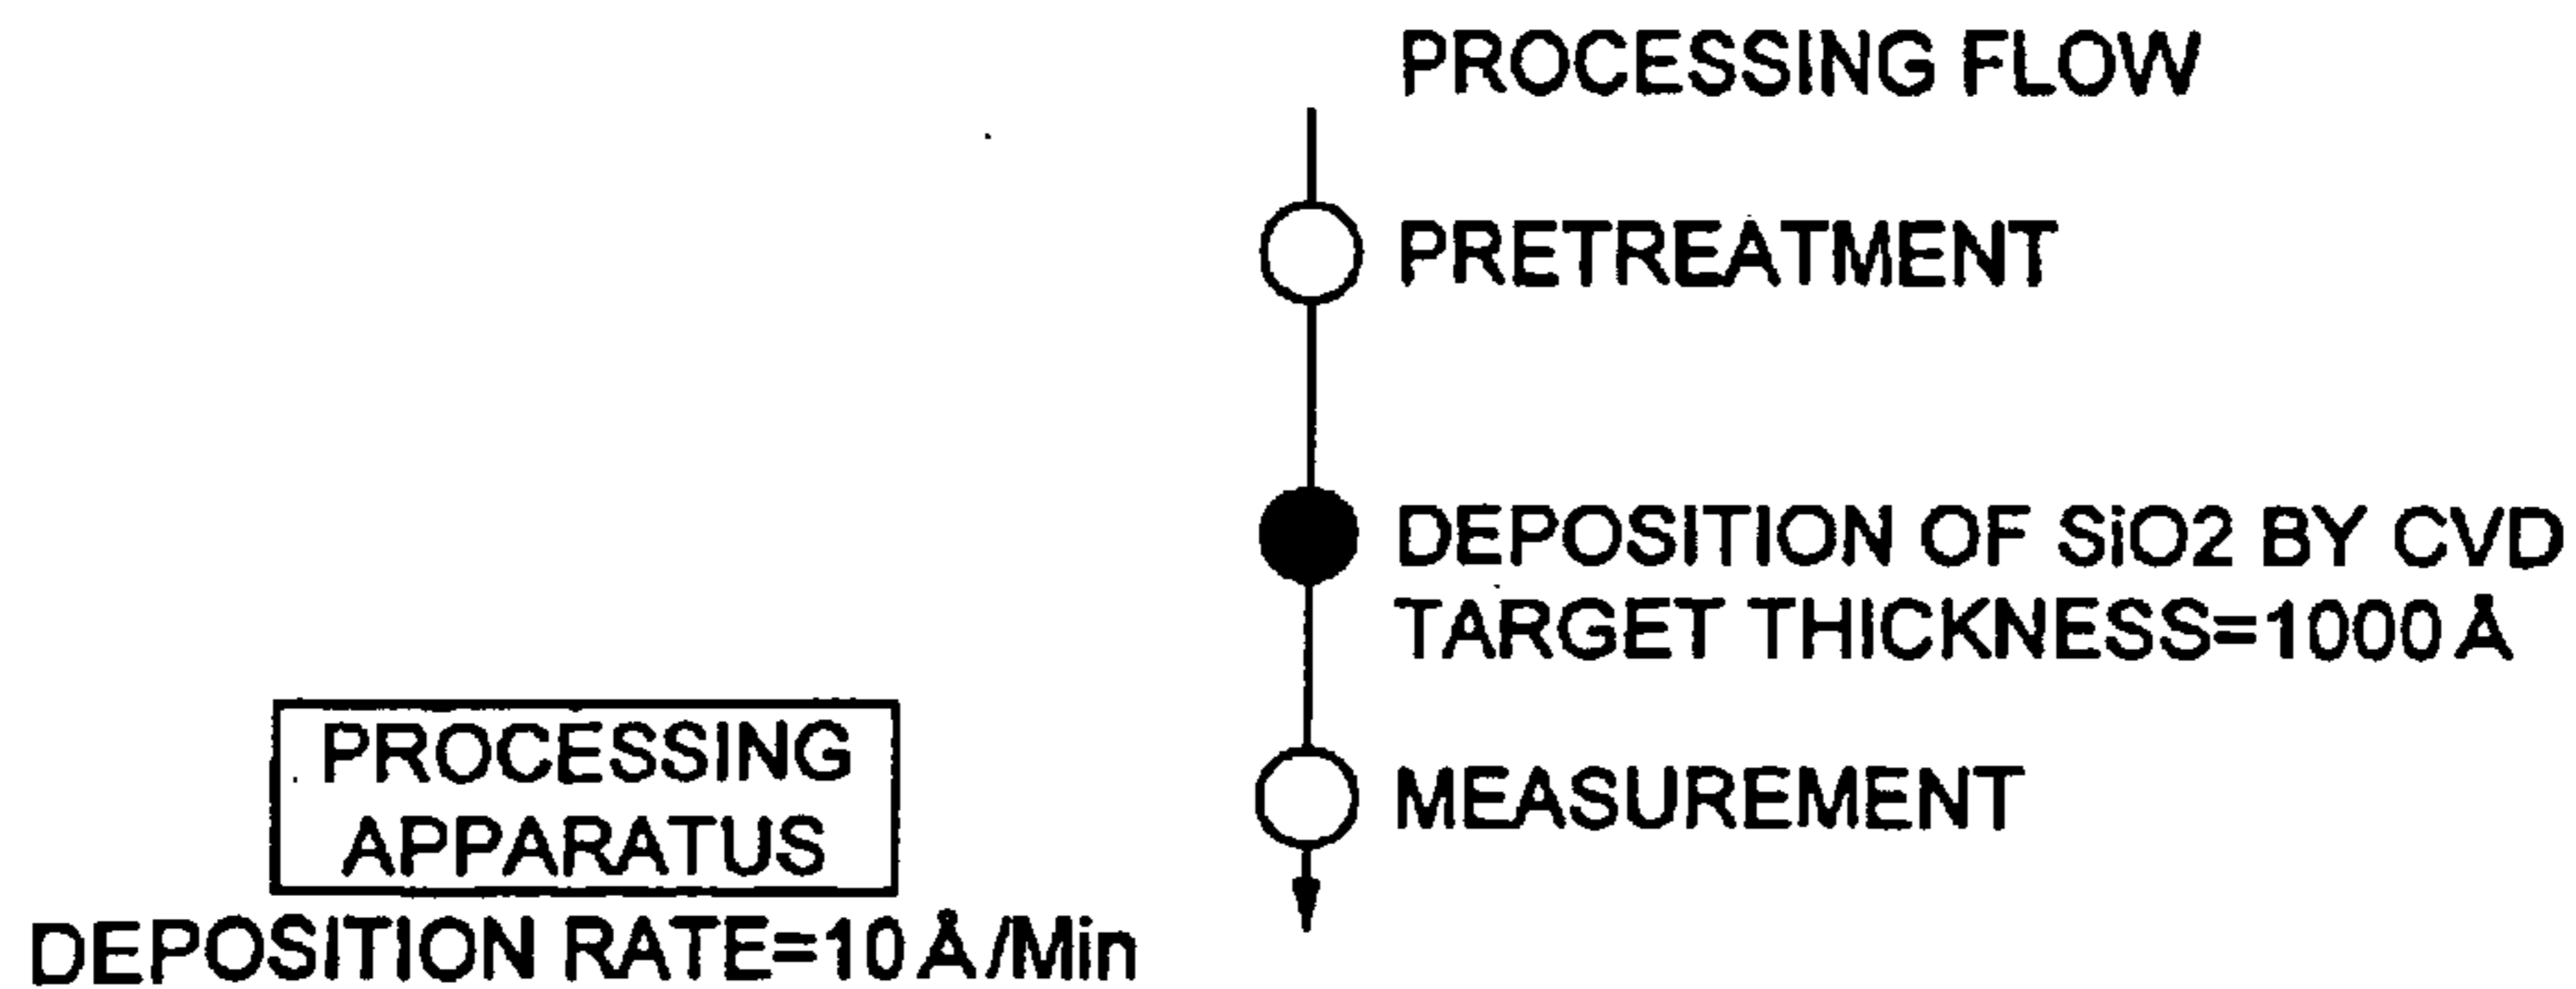 PROCESSING FLOW
PRETREATMENT
DEPOSITION OF SiO2 BY CVD
TARGET THICKNESS=1000Å
MEASUREMENT
PROCESSING
APPARATUS
DEPOSITION RATE=10Å/Min